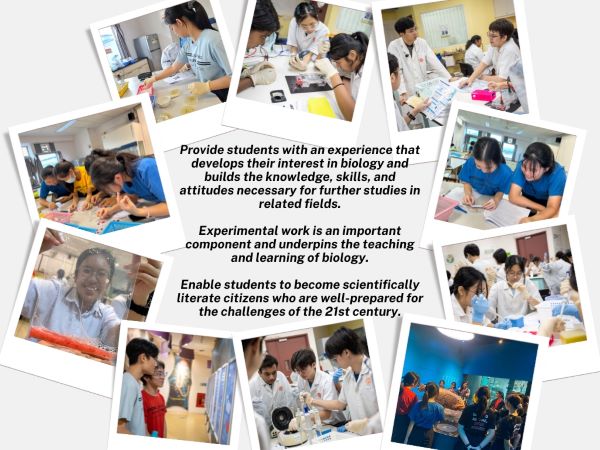 Provide students with an experience that
develops their interest in biology and
builds the knowledge, skills, and
attitudes necessary for further studies in
related fields.
Experimental work is an important
component and underpins the teaching
and learning of biology.
Enable students to become scientifically
literate citizens who are well-prepared for
the challenges of the 21st century.